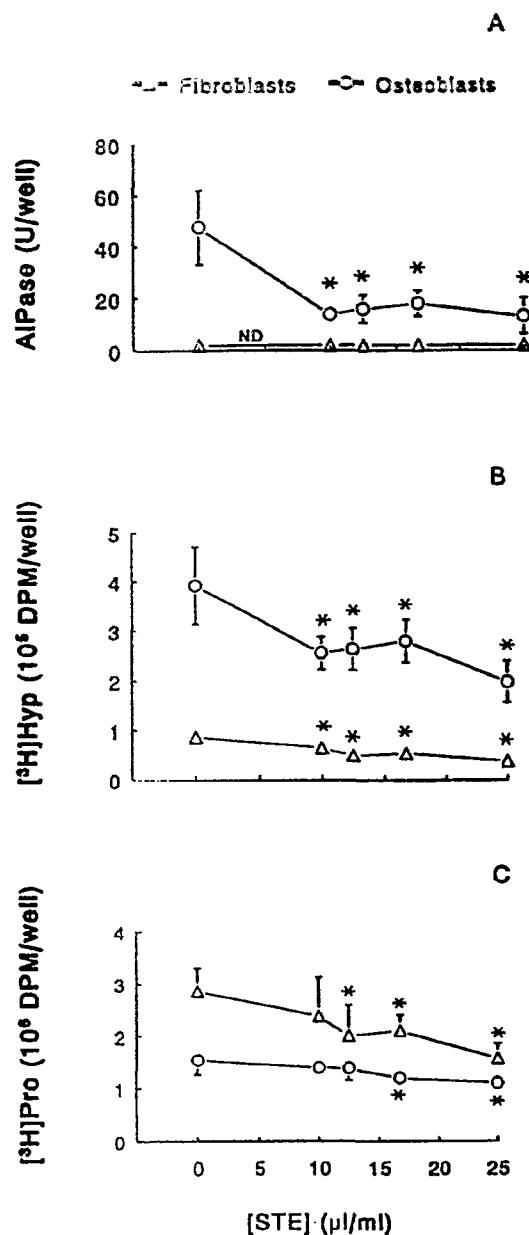 A
Fibroblasts Osteoblasts
AlPase (U/well)
80
60
40
20
0
* * * *
ND
B
[³H]Hyp (10⁵ DPM/well)
5
4
3
2
1
0
* * * *
* * * *
C
[³H]Pro (10⁵ DPM/well)
4
3
2
1
0
* * *
* *
0 5 10 15 20 25
[STE] (µl/ml)